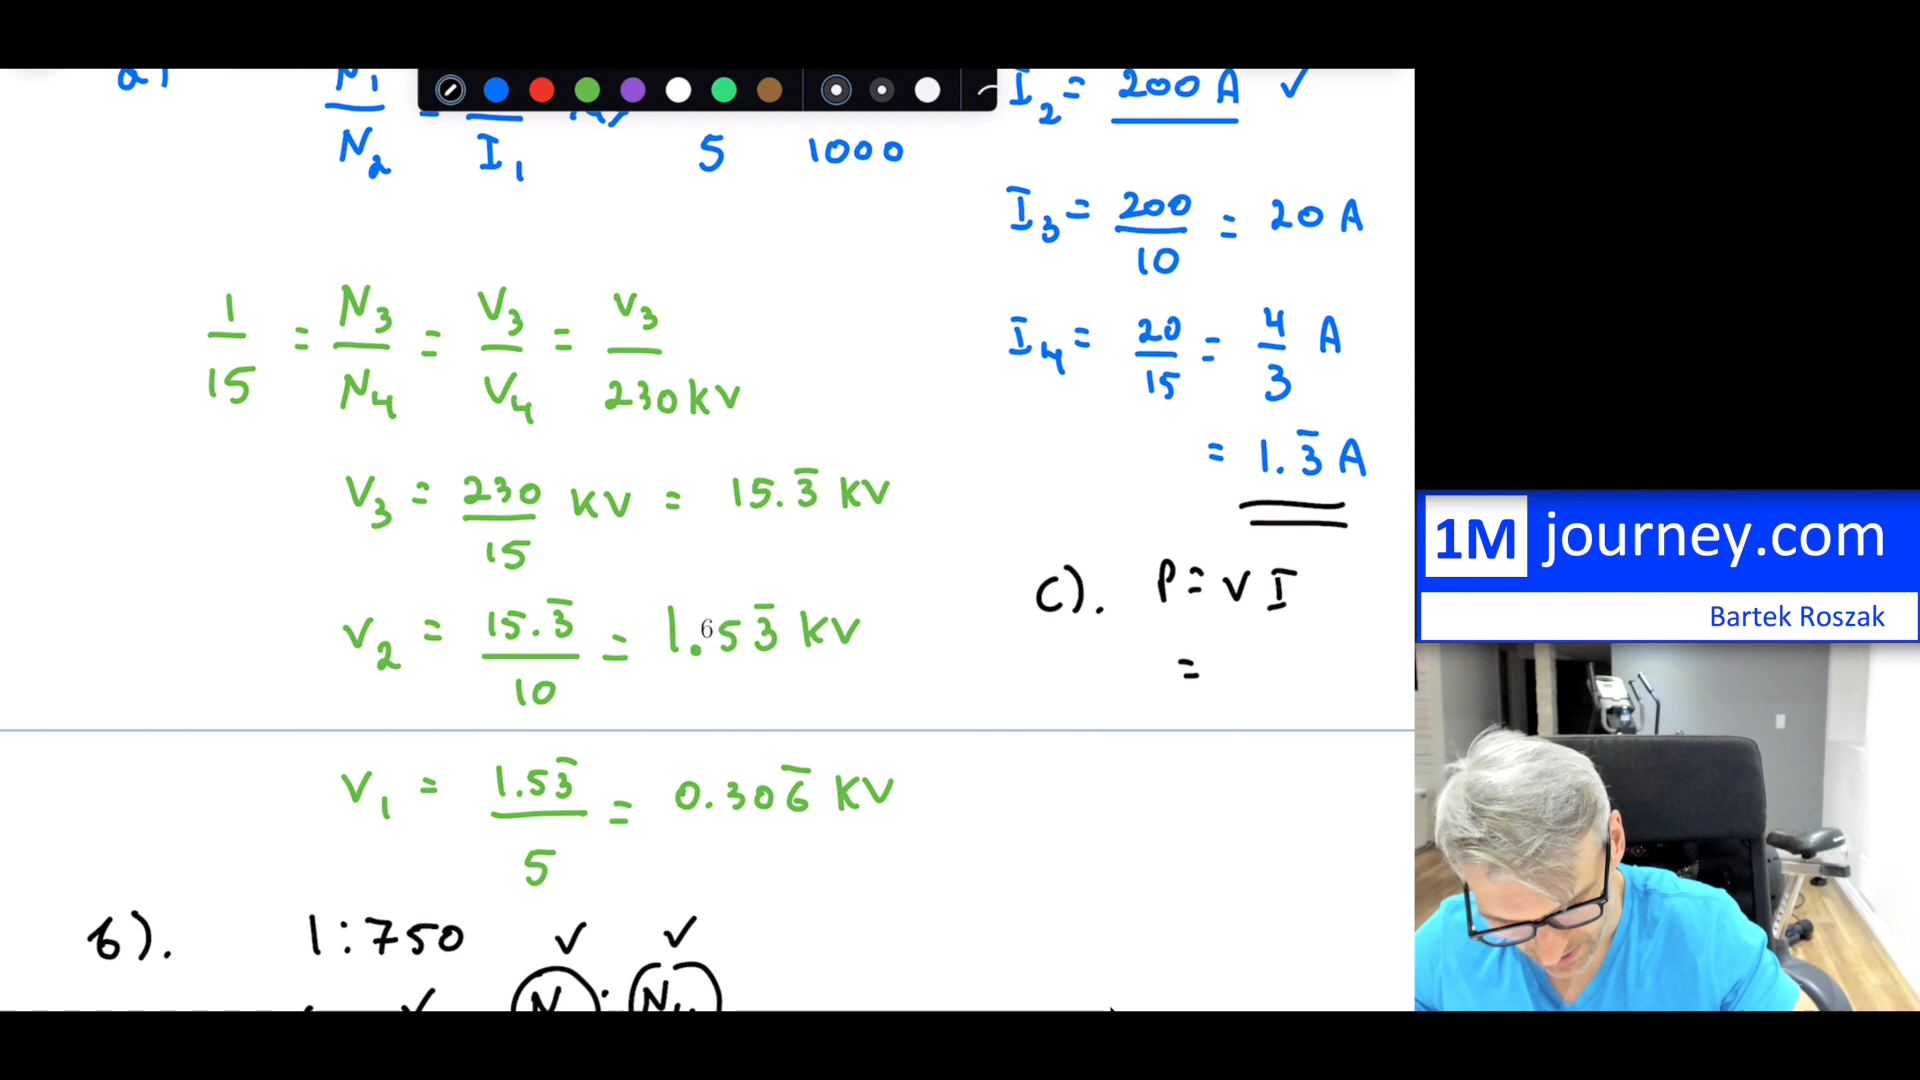 a)
N1 / N2 = / I1
5 1000
I2 = 200 A ✓
I3 = 200/10 = 20 A
1/15 = N3/N4 = V3/V4 = V3/230 KV
I4 = 20/15 = 4/3 A
= 1.3̄ A
V3 = 230/15 KV = 15.3̄ KV
C). P = V I
=
V2 = 15.3̄/10 = 1.653̄ KV
V1 = 1.53̄/5 = 0.306̄ KV
b). 1:750 ✓ ✓
✓ N : N
1M journey.com
Bartek Roszak